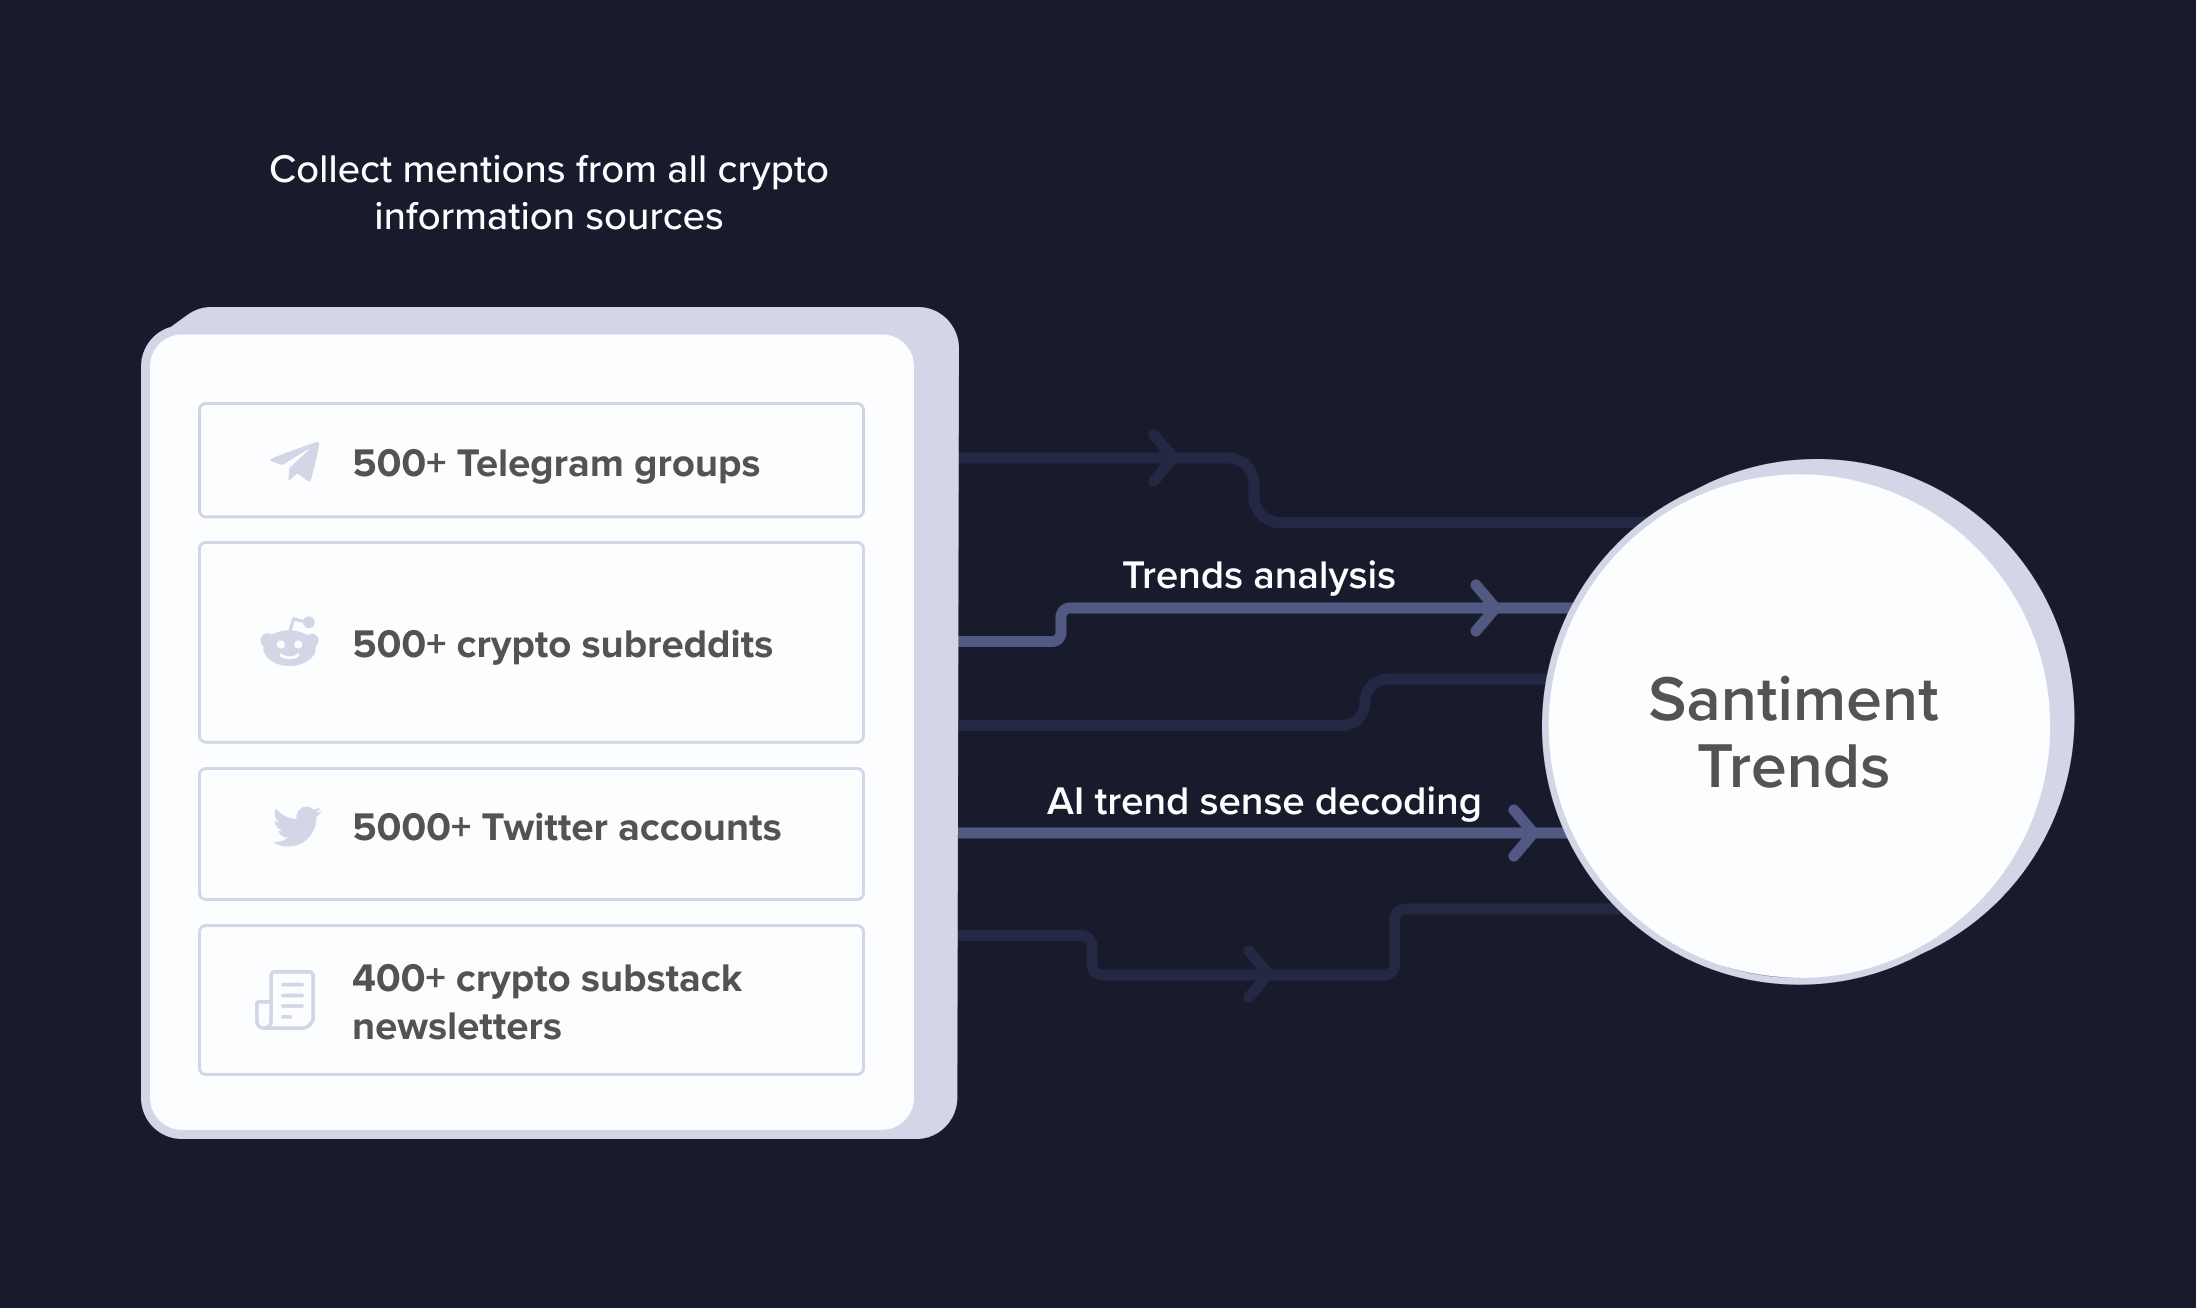 Collect mentions from all crypto
information sources
500+ Telegram groups
500+ crypto subreddits
5000+ Twitter accounts
400+ crypto substack
newsletters
Trends analysis
AI trend sense decoding
Santiment
Trends